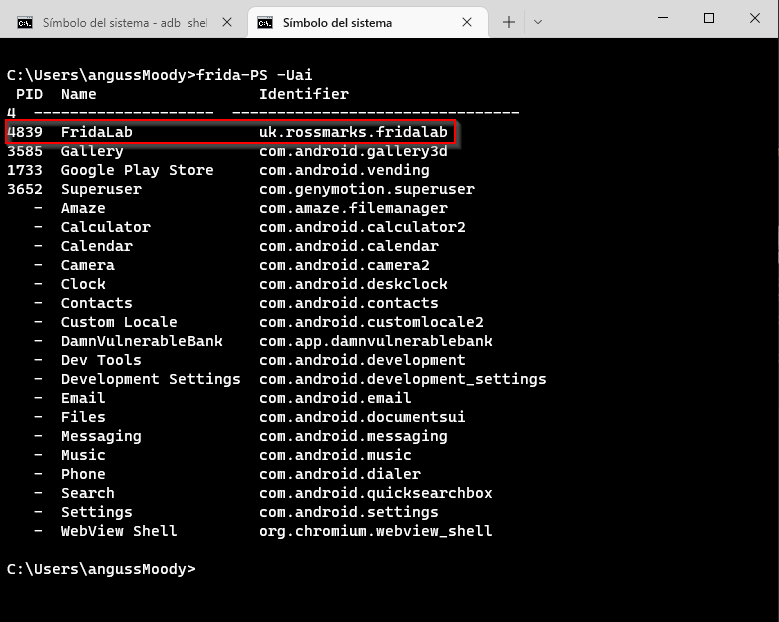 Símbolo del sistema - adb shel
Símbolo del sistema
C:\Users\angussMoody>frida-PS -Uai
PID Name Identifier
4 -------------------- --------------------------------
4839 FridaLab uk.rossmarks.fridalab
3585 Gallery com.android.gallery3d
1733 Google Play Store com.android.vending
3652 Superuser com.genymotion.superuser
- Amaze com.amaze.filemanager
- Calculator com.android.calculator2
- Calendar com.android.calendar
- Camera com.android.camera2
- Clock com.android.deskclock
- Contacts com.android.contacts
- Custom Locale com.android.customlocale2
- DamnVulnerableBank com.app.damnvulnerablebank
- Dev Tools com.android.development
- Development Settings com.android.development_settings
- Email com.android.email
- Files com.android.documentsui
- Messaging com.android.messaging
- Music com.android.music
- Phone com.android.dialer
- Search com.android.quicksearchbox
- Settings com.android.settings
- WebView Shell org.chromium.webview_shell
C:\Users\angussMoody>